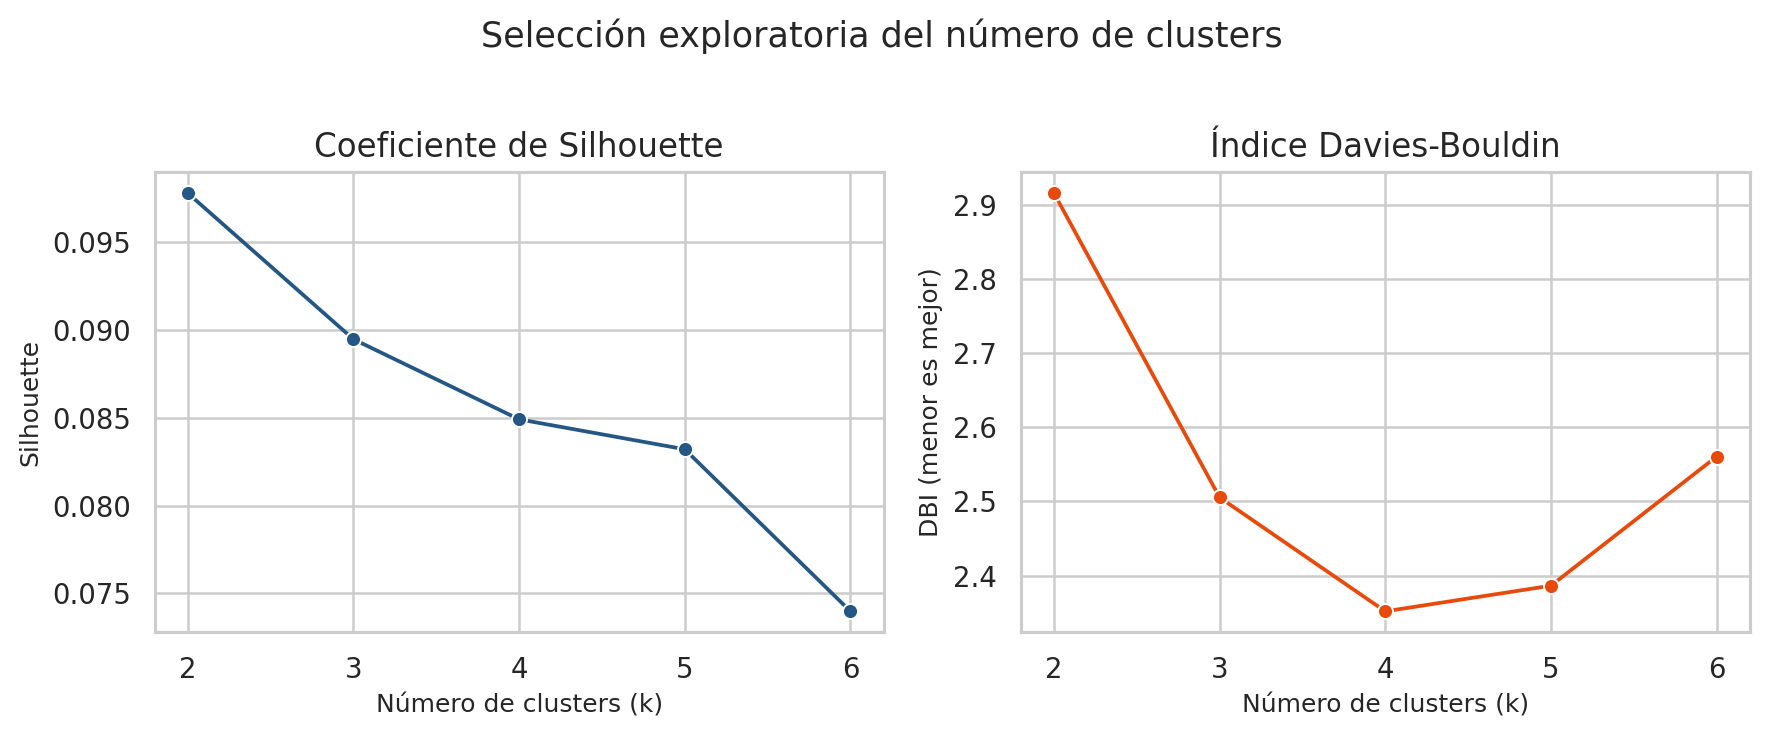 Selección exploratoria del número de clusters
Coeficiente de Silhouette
0.095
0.090
0.085
0.080
0.075
Silhouette
2 3 4 5 6
Número de clusters (k)
Índice Davies-Bouldin
2.9
2.8
2.7
2.6
2.5
2.4
DBI (menor es mejor)
2 3 4 5 6
Número de clusters (k)